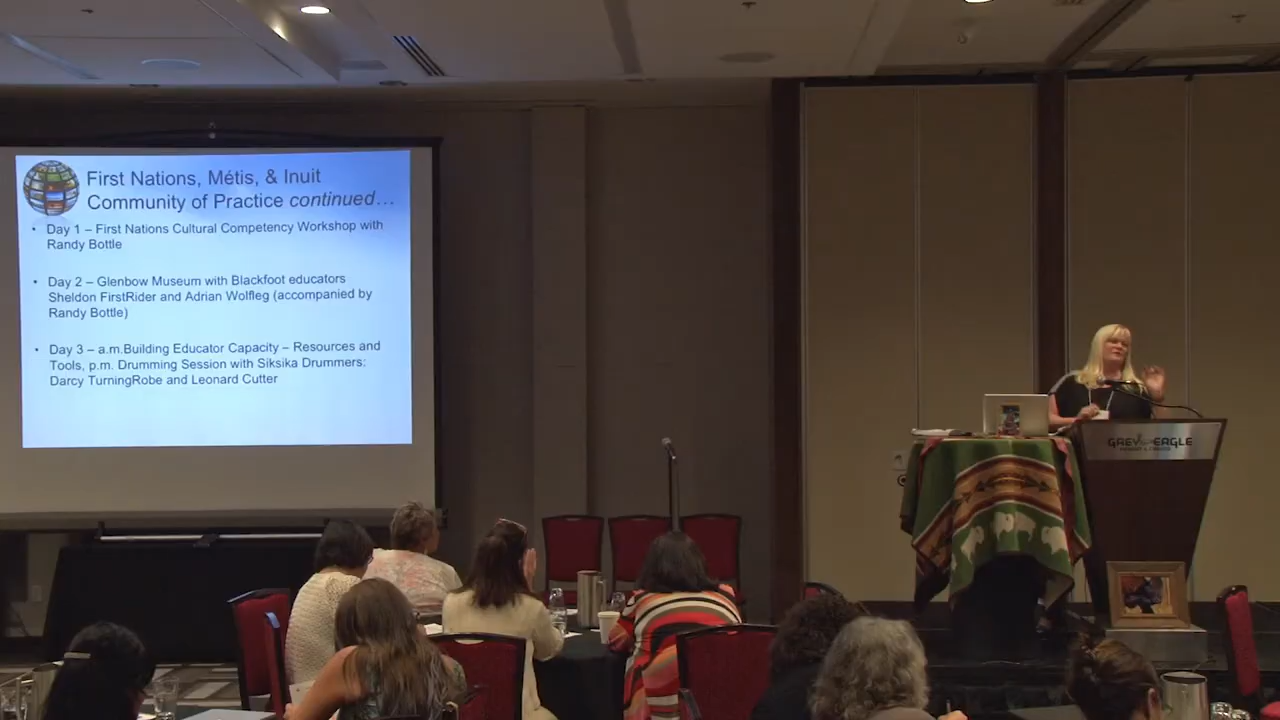 First Nations, Métis, & Inuit
Community of Practice continued…
• Day 1 – First Nations Cultural Competency Workshop with
Randy Bottle
• Day 2 – Glenbow Museum with Blackfoot educators
Sheldon FirstRider and Adrian Wolfleg (accompanied by
Randy Bottle)
• Day 3 – a.m.Building Educator Capacity – Resources and
Tools, p.m. Drumming Session with Siksika Drummers:
Darcy TurningRobe and Leonard Cutter
GREY EAGLE